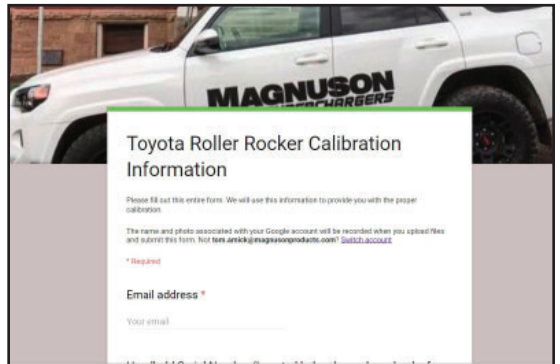 MAGNUSON
SUPERCHARGERS
Toyota Roller Rocker Calibration
Information
Please fill out this entire form. We will use this information to provide you with the proper
calibration.
The name and photo associated with your Google account will be recorded when you upload files
and submit this form. Not tom.amick@magnusonproducts.com? Switch account
* Required
Email address *
Your email